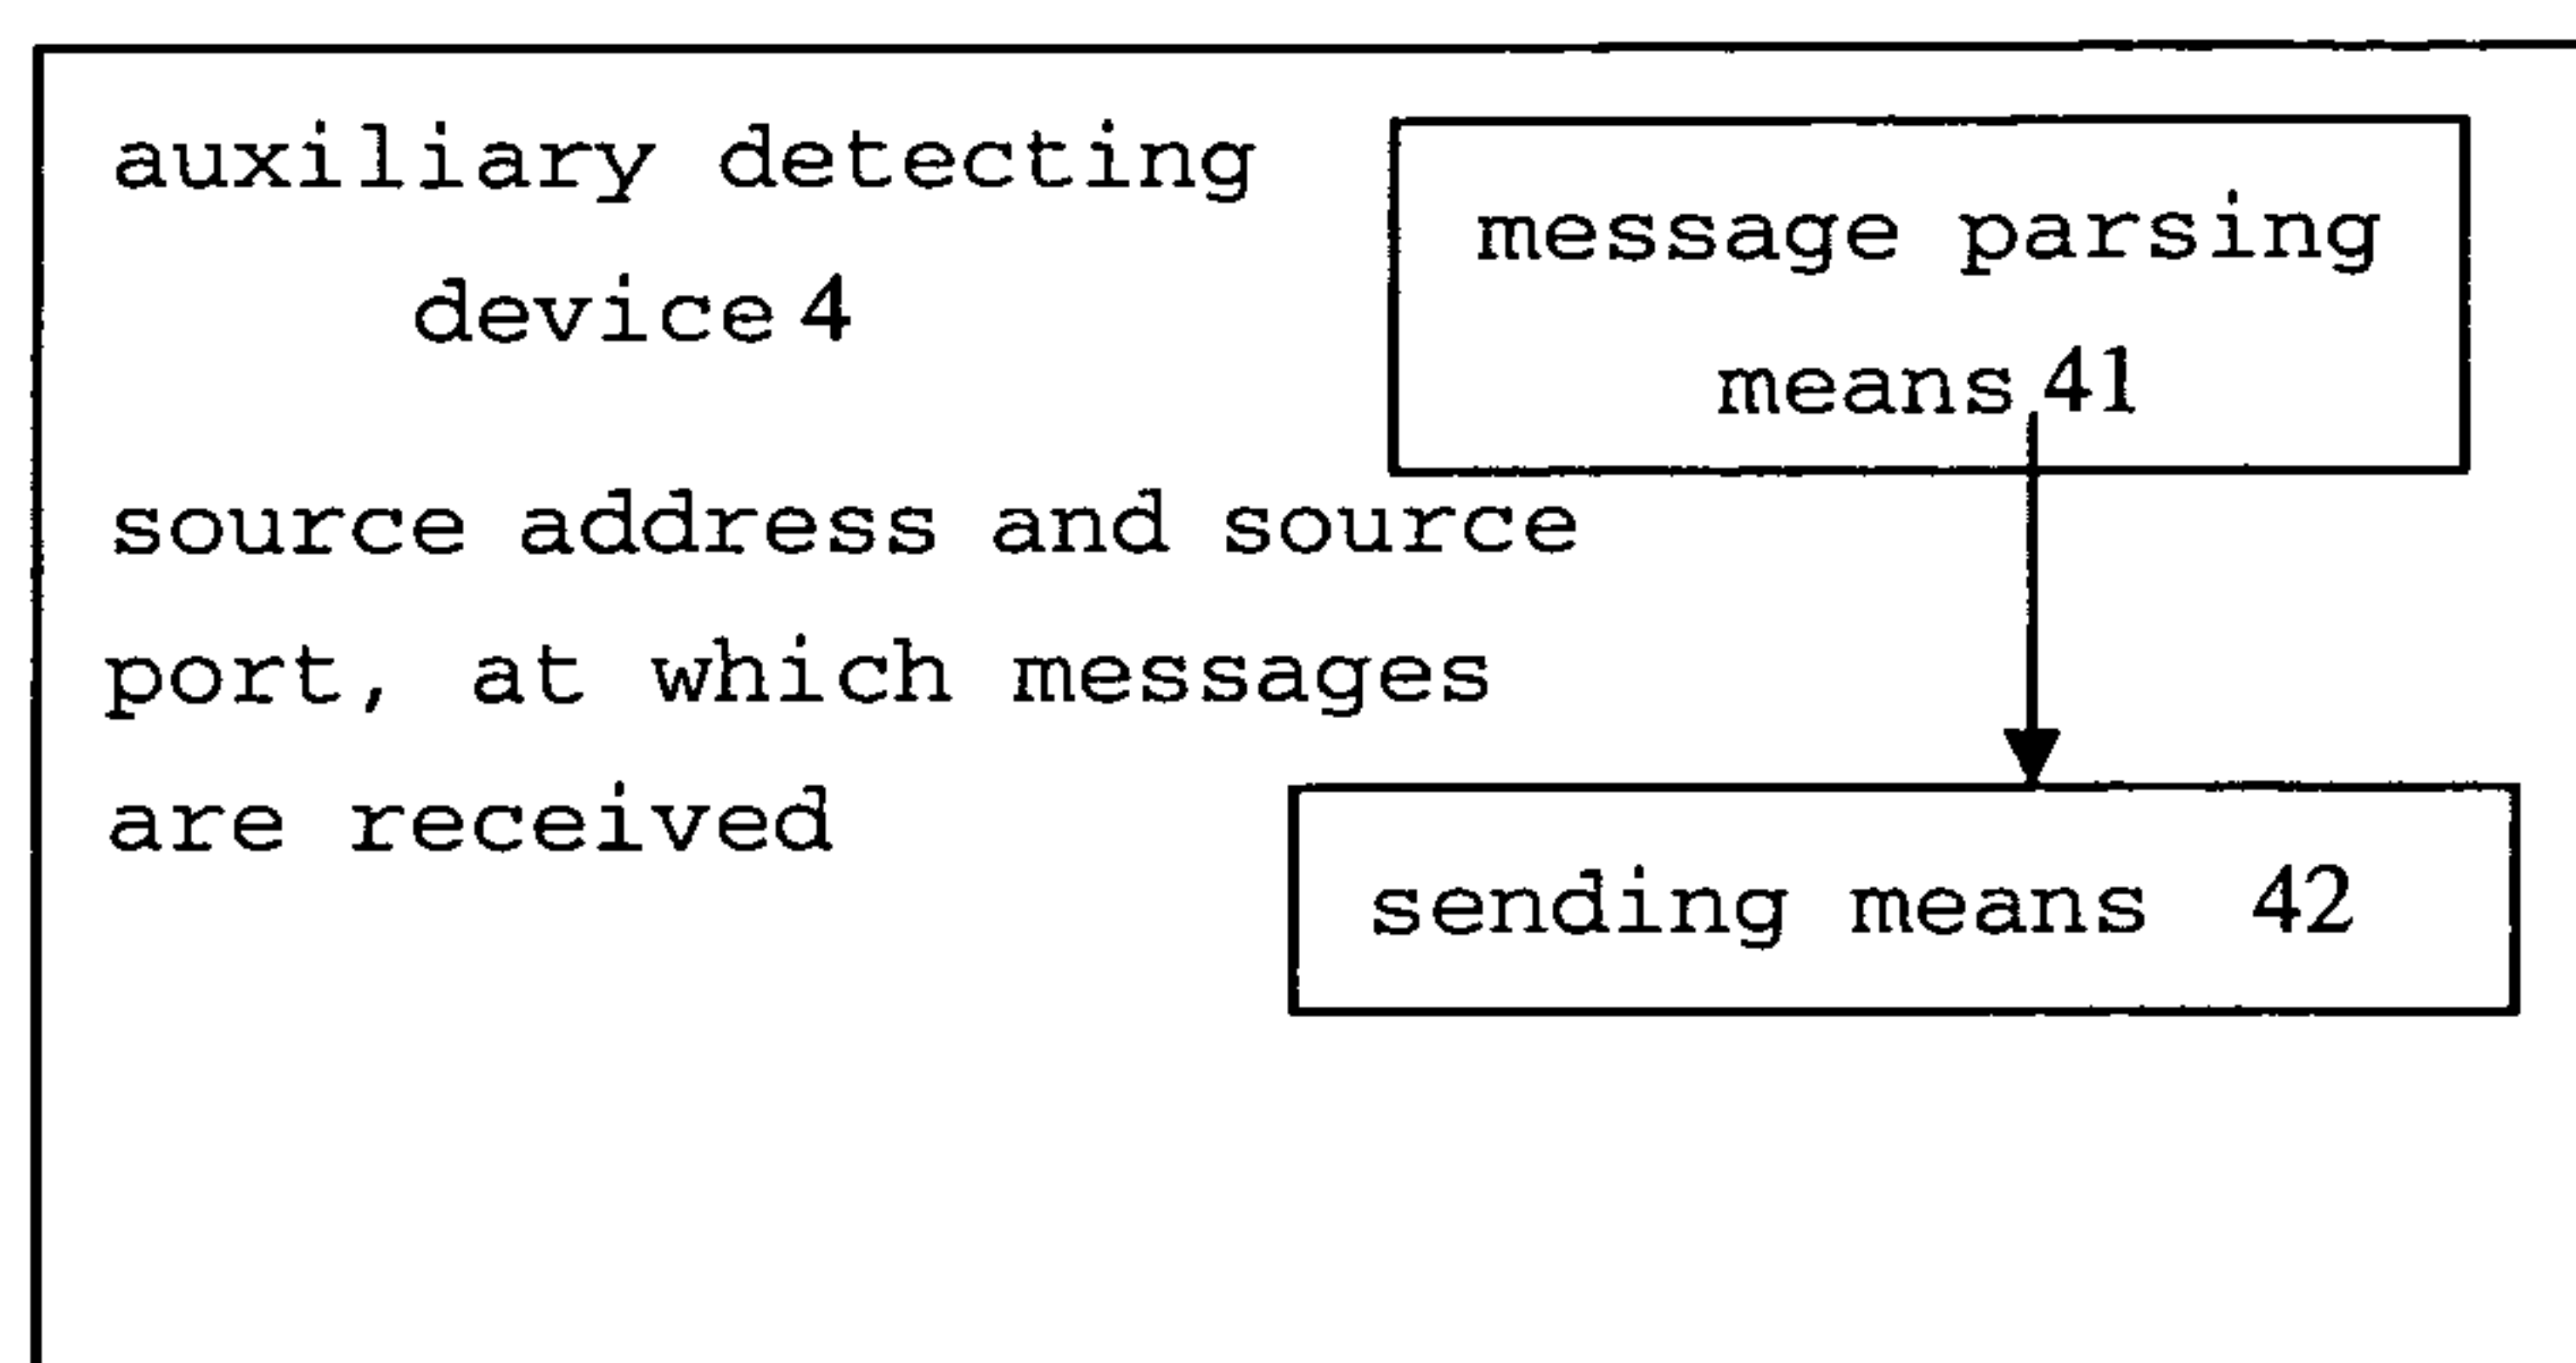 auxiliary detecting
device 4
message parsing
means 41
source address and source
port, at which messages
are received
sending means 42